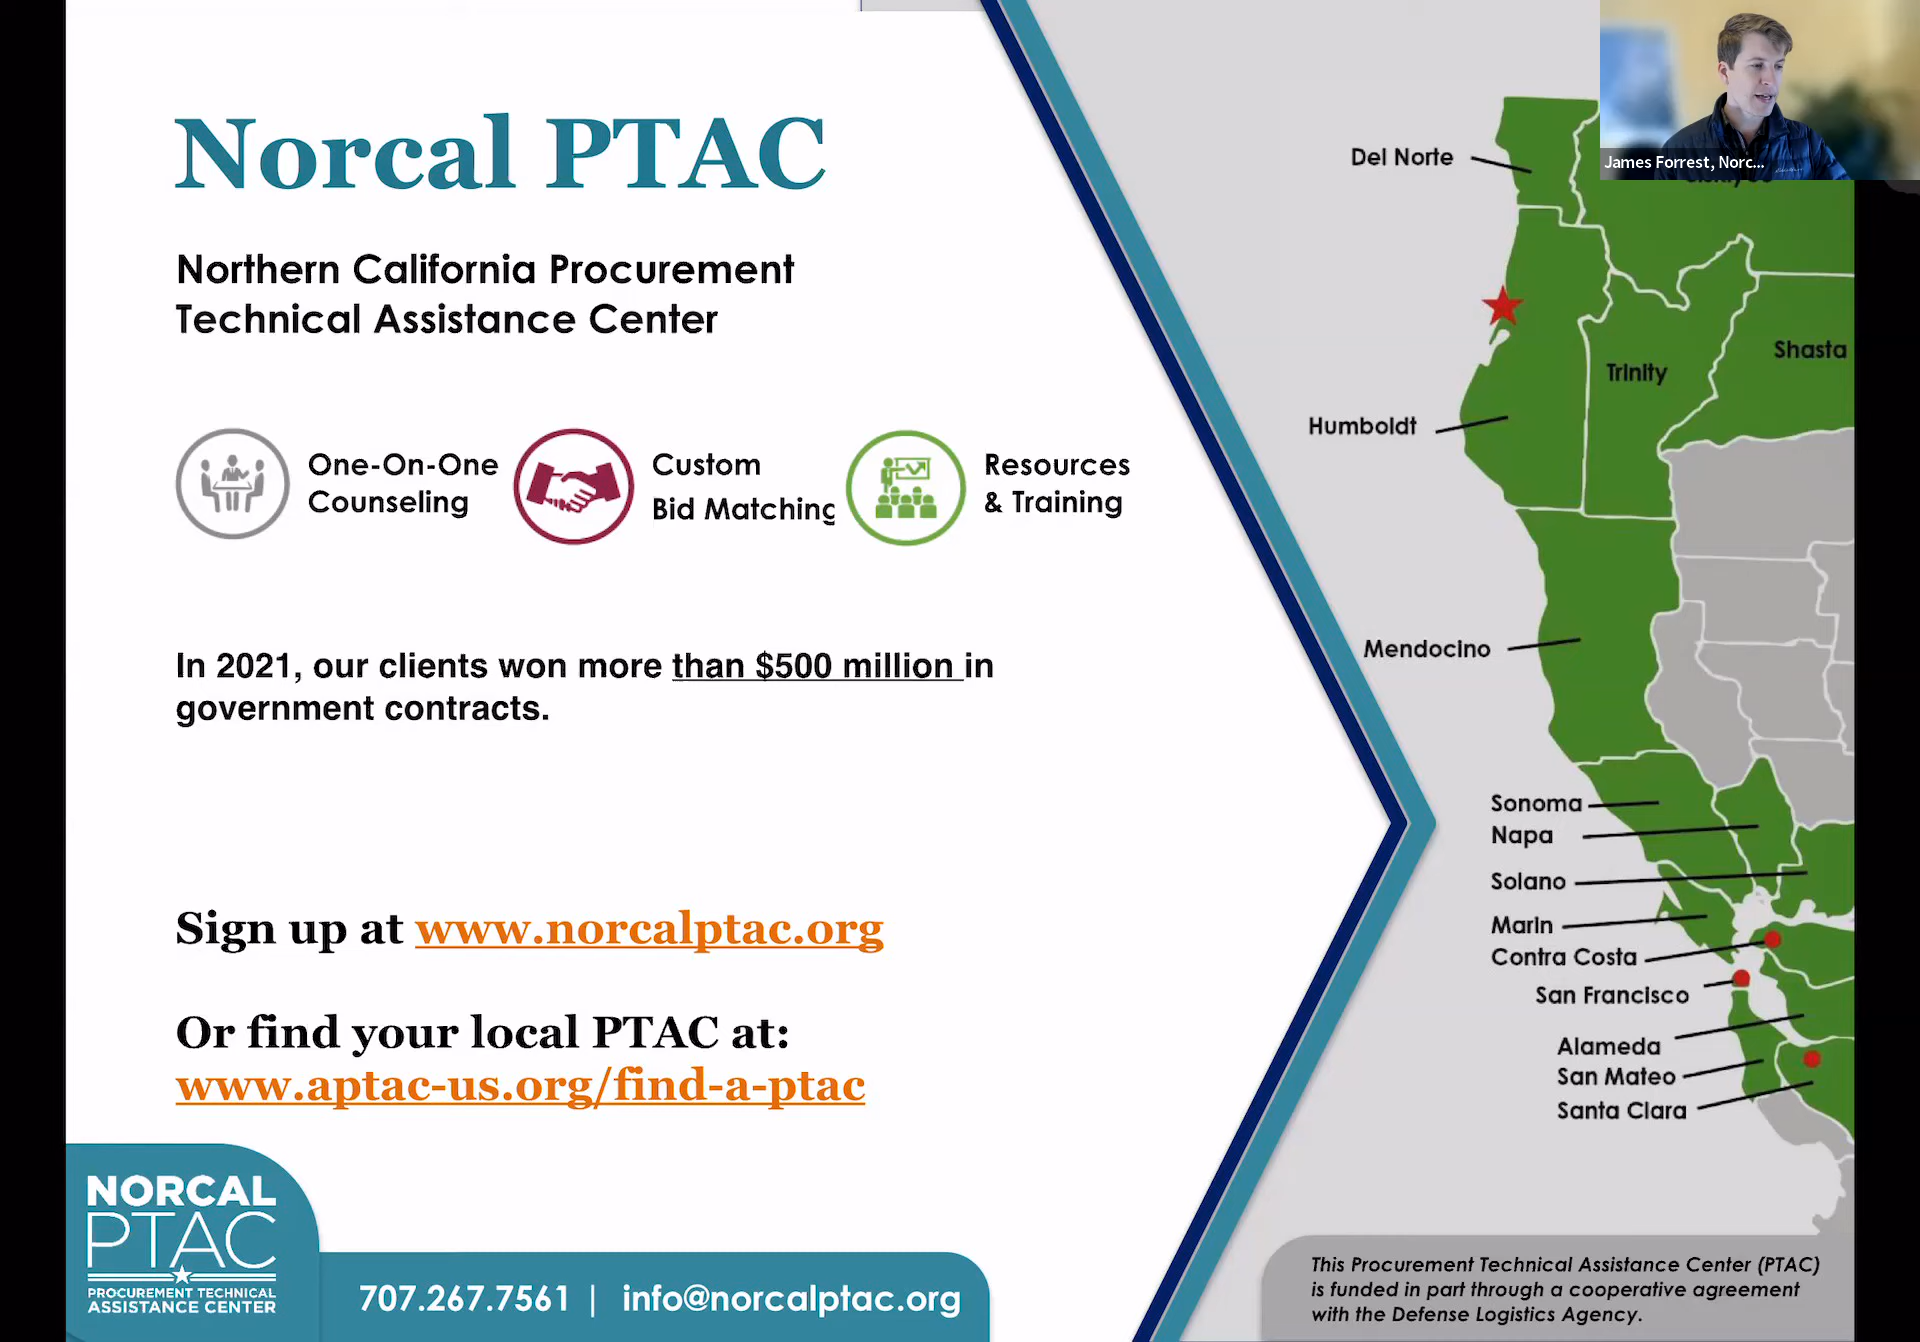 Norcal PTAC
Northern California Procurement
Technical Assistance Center
One-On-One
Counseling
Custom
Bid Matching
Resources
& Training
In 2021, our clients won more than $500 million in
government contracts.
Sign up at www.norcalptac.org
Or find your local PTAC at:
www.aptac-us.org/find-a-ptac
NORCAL
PTAC
PROCUREMENT TECHNICAL
ASSISTANCE CENTER
707.267.7561 | info@norcalptac.org
James Forrest, Norc...
Del Norte
Shasta
Trinity
Humboldt
Mendocino
Sonoma
Napa
Solano
Marin
Contra Costa
San Francisco
Alameda
San Mateo
Santa Clara
This Procurement Technical Assistance Center (PTAC)
is funded in part through a cooperative agreement
with the Defense Logistics Agency.